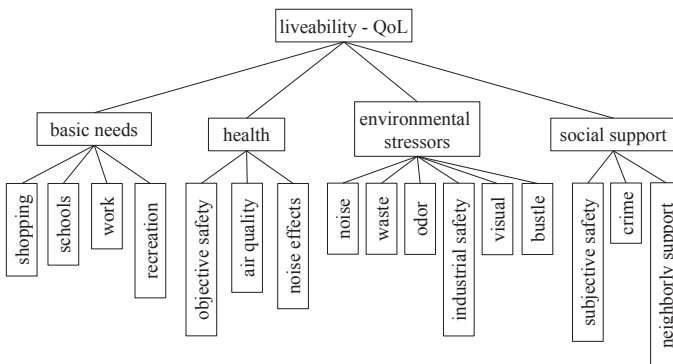 liveability - QoL
basic needs
health
environmental
stressors
social support
shopping
schools
work
recreation
objective safety
air quality
noise effects
noise
waste
odor
industrial safety
visual
bustle
subjective safety
crime
neighborly support